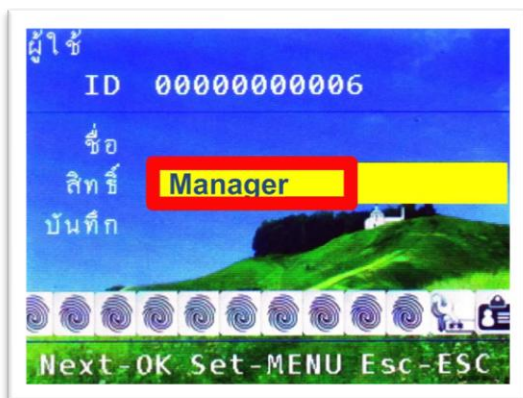 ผู้ใช้
ID 00000000006
ชื่อ
สิทธิ์ Manager
บันทึก
Next-OK Set-MENU Esc-ESC